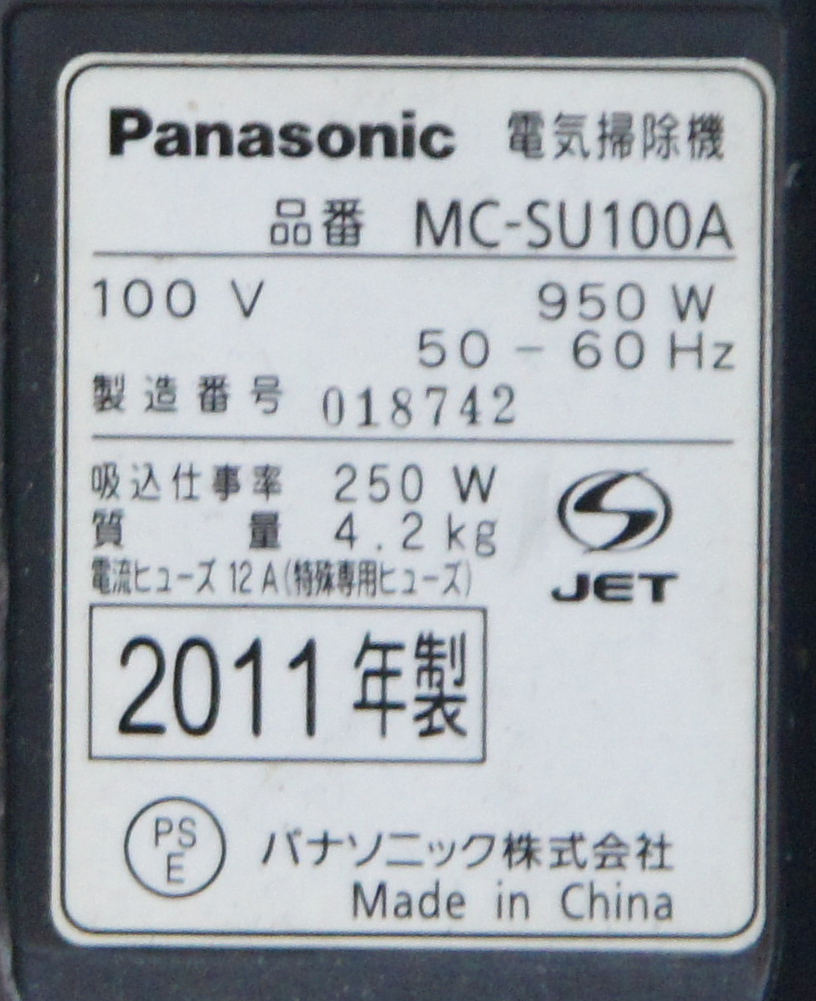 Panasonic 電気掃除機
品番 MC-SU100A
100 V 950 W
50 - 60 Hz
製造番号 018742
吸込仕事率 250 W
質量 4.2kg
電流ヒューズ 12A(特殊専用ヒューズ)
JET
2011年製
PS
E
パナソニック株式会社
Made in China